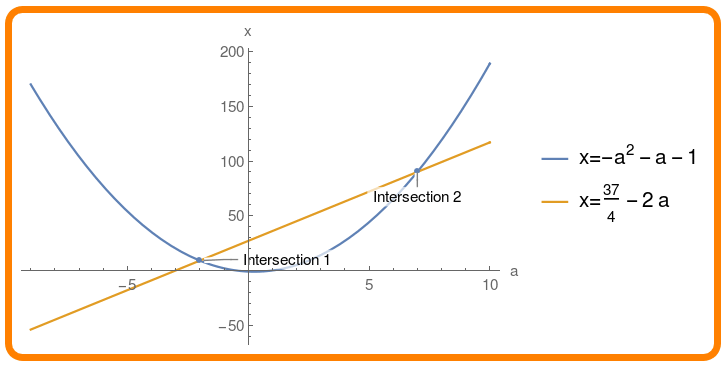 x
200
150
100
50
−50
−5
5
10
a
Intersection 1
Intersection 2
x=−a² − a − 1
x=37/4 − 2 a